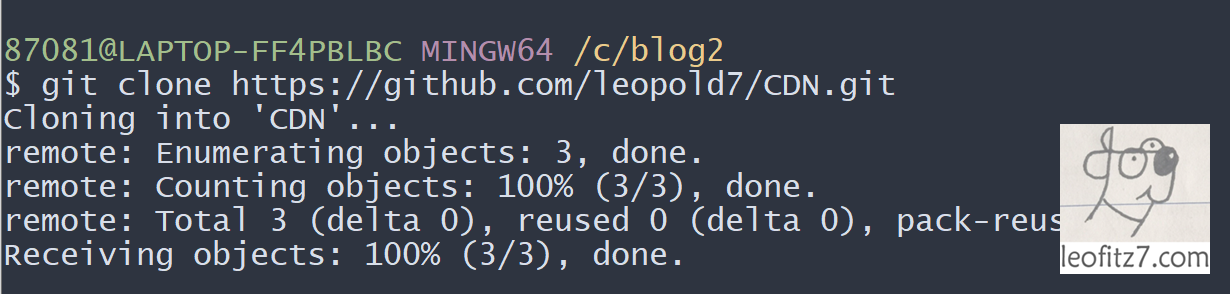 87081@LAPTOP-FF4PBLBC MINGW64 /c/blog2
$ git clone https://github.com/leopold7/CDN.git
Cloning into 'CDN'...
remote: Enumerating objects: 3, done.
remote: Counting objects: 100% (3/3), done.
remote: Total 3 (delta 0), reused 0 (delta 0), pack-reus
Receiving objects: 100% (3/3), done.
leofitz7.com